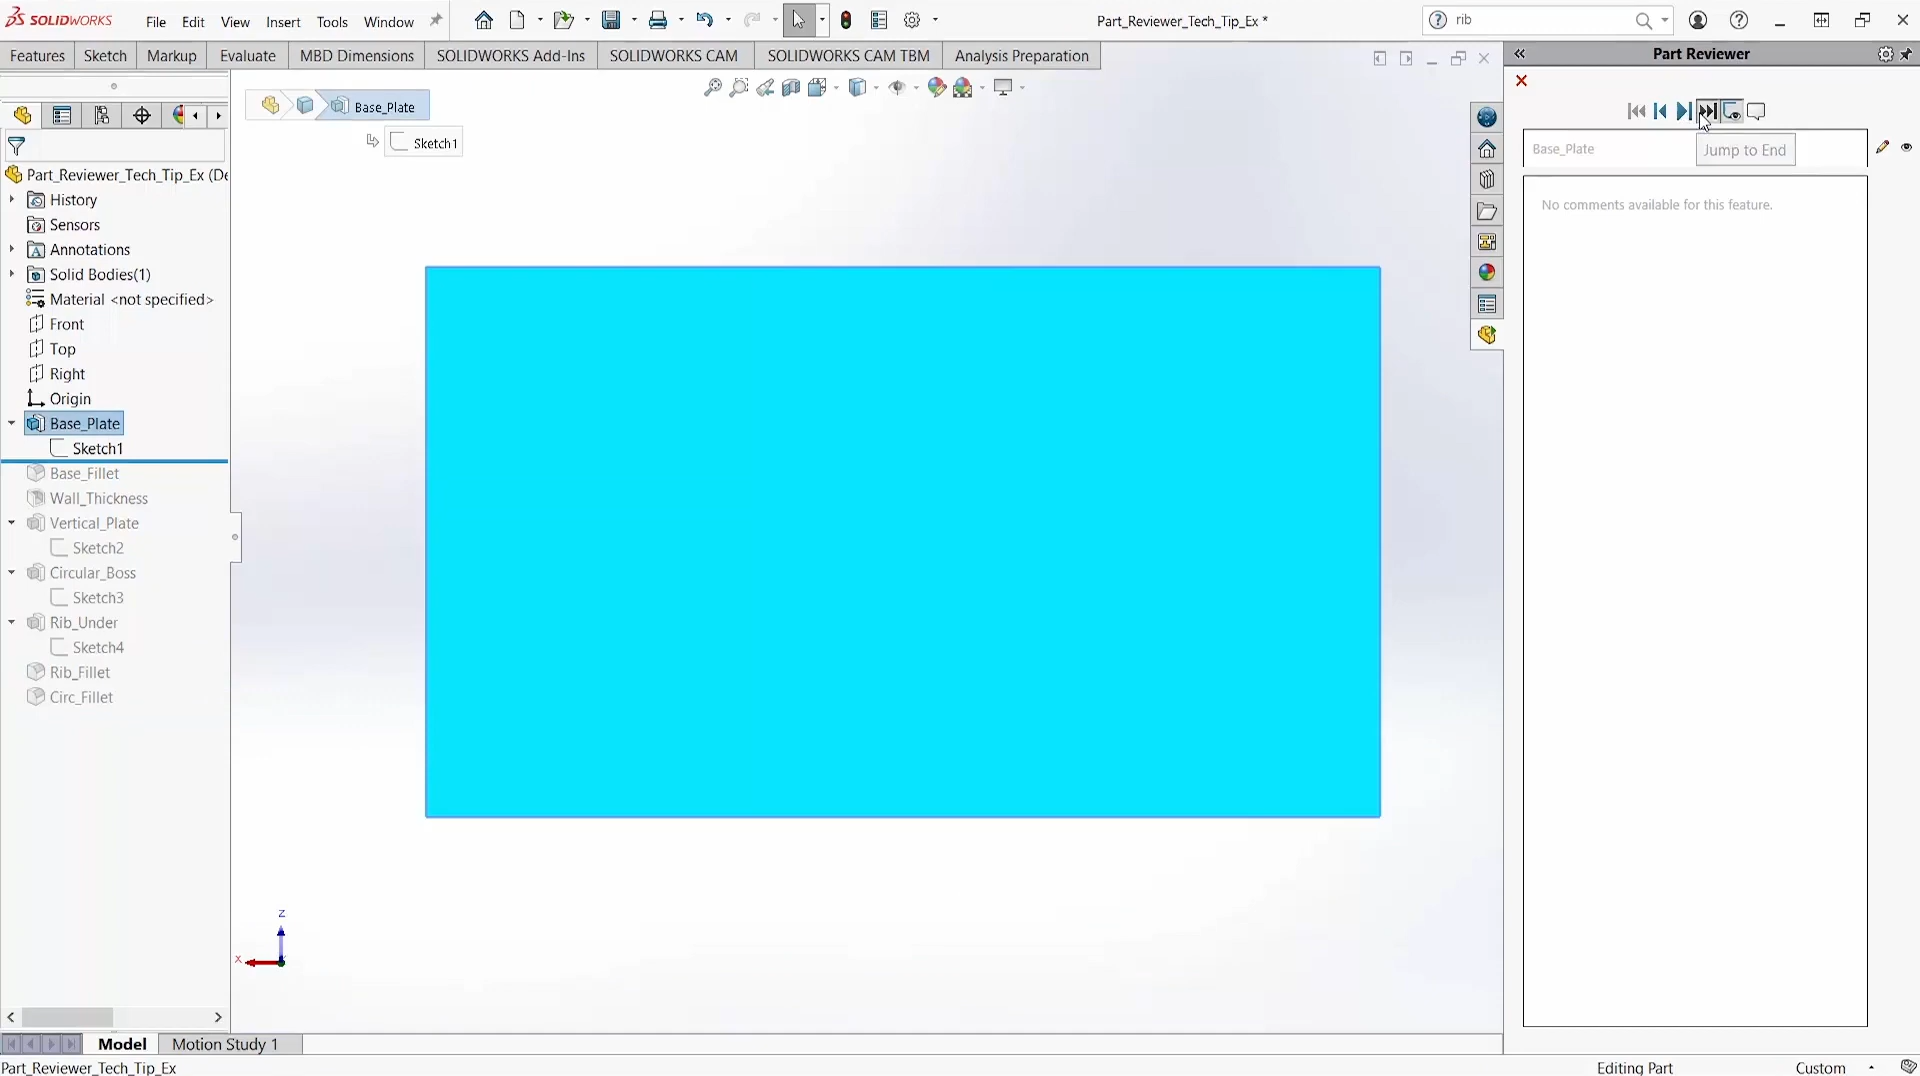 SOLIDWORKS
File Edit View Insert Tools Window
Part_Reviewer_Tech_Tip_Ex *
rib
Features Sketch Markup Evaluate MBD Dimensions SOLIDWORKS Add-Ins SOLIDWORKS CAM SOLIDWORKS CAM TBM Analysis Preparation
Part Reviewer
Base_Plate
Sketch1
Base_Plate
Jump to End
No comments available for this feature.
Part_Reviewer_Tech_Tip_Ex (De
History
Sensors
Annotations
Solid Bodies(1)
Material <not specified>
Front
Top
Right
Origin
Base_Plate
Sketch1
Base_Fillet
Wall_Thickness
Vertical_Plate
Sketch2
Circular_Boss
Sketch3
Rib_Under
Sketch4
Rib_Fillet
Circ_Fillet
Z
X
Model Motion Study 1
Part_Reviewer_Tech_Tip_Ex
Editing Part
Custom